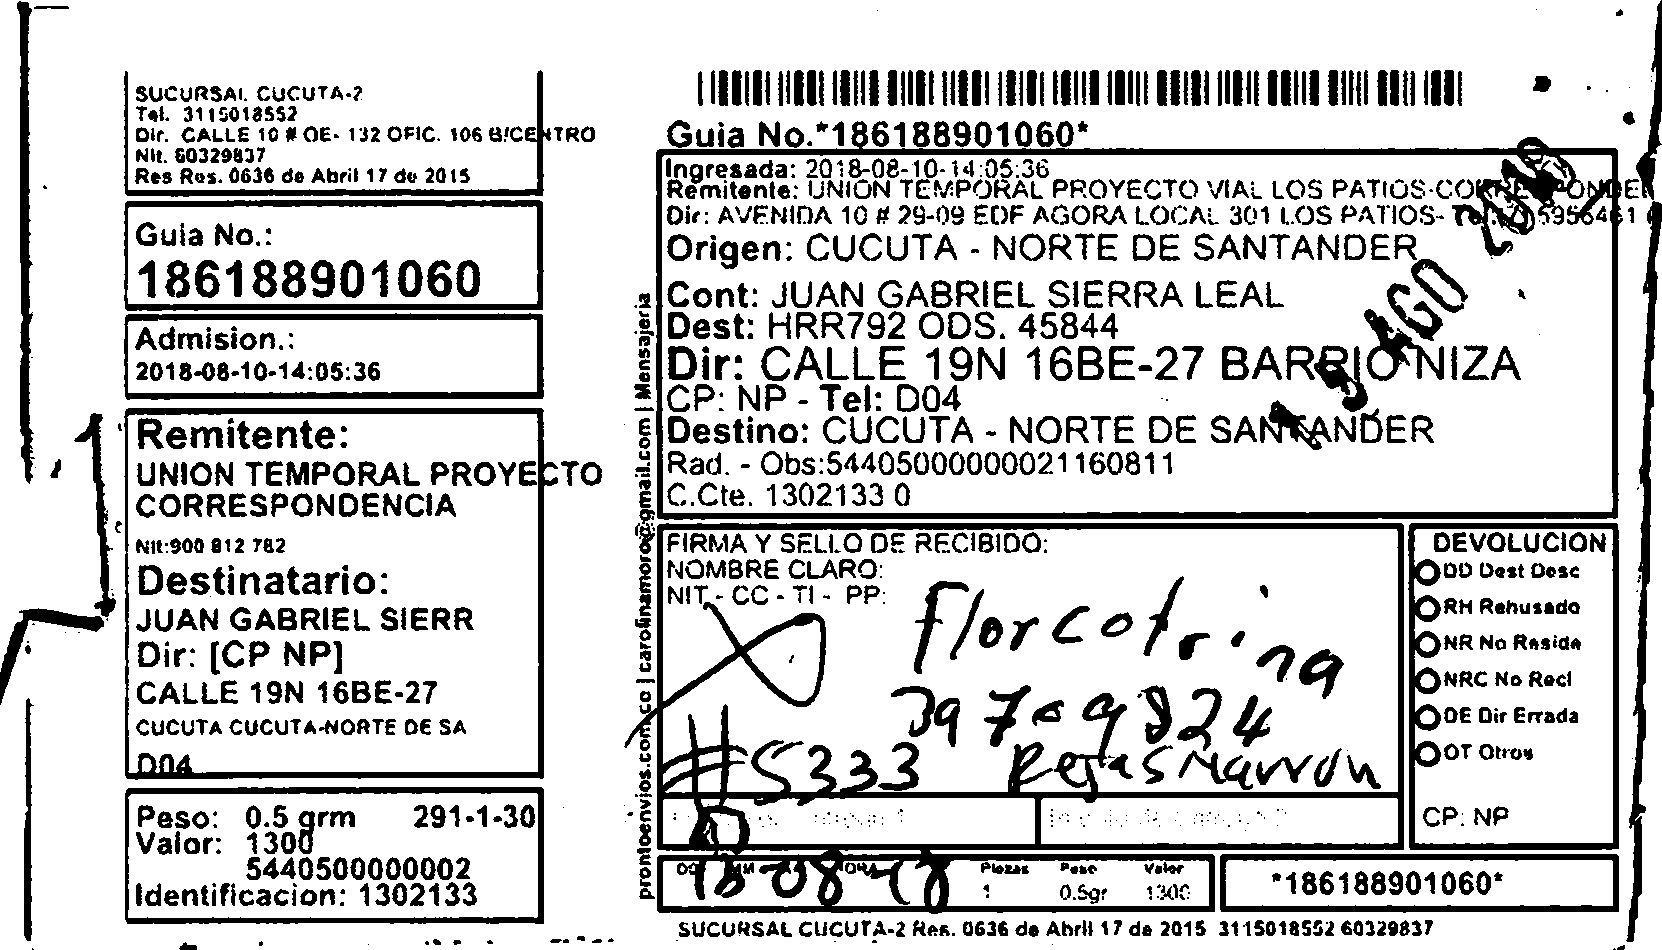 SUCURSAL CUCUTA-2
Tel. 3115018552
Dir. CALLE 10 # OE- 132 OFIC. 106 B/CENTRO
Nit. 60329837
Res Res. 0636 de Abril 17 de 2015
Guia No.:
186188901060
Admision.:
2018-08-10-14:05:36
Remitente:
UNION TEMPORAL PROYECTO
CORRESPONDENCIA
Nit:900 812 782
Destinatario:
JUAN GABRIEL SIERR
Dir: [CP NP]
CALLE 19N 16BE-27
CUCUTA CUCUTA-NORTE DE SA
D04
Peso: 0.5 grm 291-1-30
Valor: 1300
5440500000002
Identificacion: 1302133
prontoenvios.com.co | carolinamoro@gmail.com | Mensajeria
Guia No.*186188901060*
Ingresada: 2018-08-10-14:05:36
Remitente: UNION TEMPORAL PROYECTO VIAL LOS PATIOS-CORRESPONDEN
Dir: AVENIDA 10 # 29-09 EDF AGORA LOCAL 301 LOS PATIOS-
Origen: CUCUTA - NORTE DE SANTANDER
Cont: JUAN GABRIEL SIERRA LEAL
Dest: HRR792 ODS. 45844
Dir: CALLE 19N 16BE-27 BARRIO NIZA
CP: NP - Tel: D04
Destino: CUCUTA - NORTE DE SANTANDER
Rad. - Obs:544050000000021160811
C.Cte. 1302133 0
AGO 2018
FIRMA Y SELLO DE RECIBIDO:
NOMBRE CLARO:
NIT - CC - TI - PP:
Flor cotrina
#5333 Rejas Marron
DEVOLUCION
DD Dest Desc
RH Rehusado
NR No Reside
NRC No Recl
DE Dir Errada
OT Otros
CP: NP
Piezas Peso Valor
1 0.5gr 1300
*186188901060*
SUCURSAL CUCUTA-2 Res. 0636 de Abril 17 de 2015 3115018552 60329837